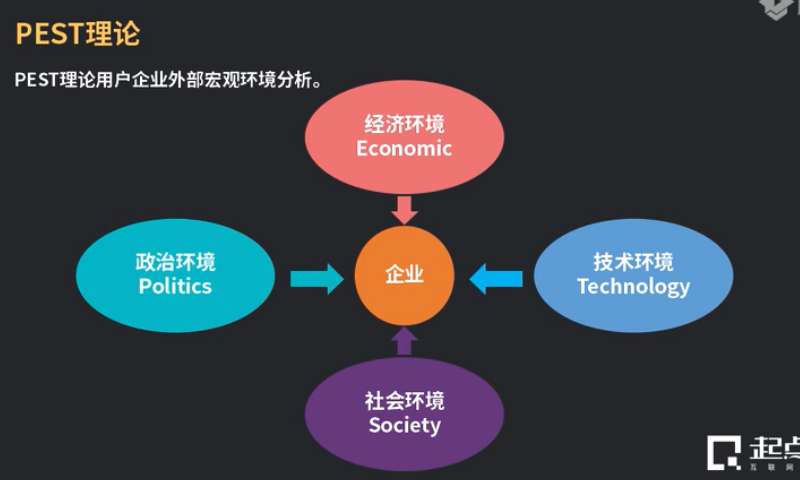 PEST理论
PEST理论用户企业外部宏观环境分析。
经济环境
Economic
政治环境
Politics
企业
技术环境
Technology
社会环境
Society
起点
互联网